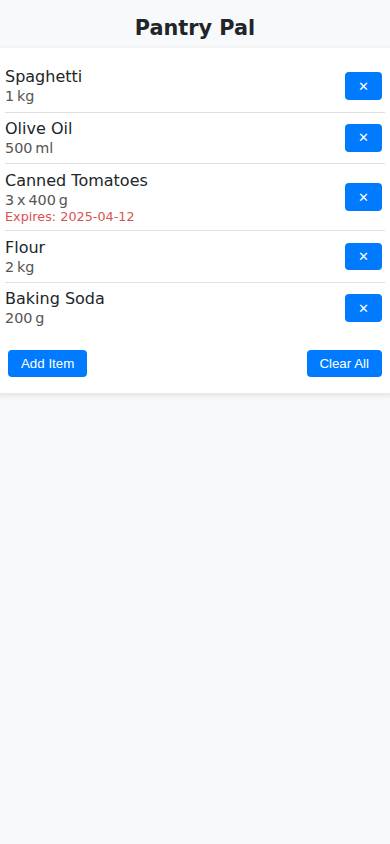 Pantry Pal
Spaghetti
1 kg
✕
Olive Oil
500 ml
✕
Canned Tomatoes
3 x 400 g
Expires: 2025-04-12
✕
Flour
2 kg
✕
Baking Soda
200 g
✕
Add Item
Clear All